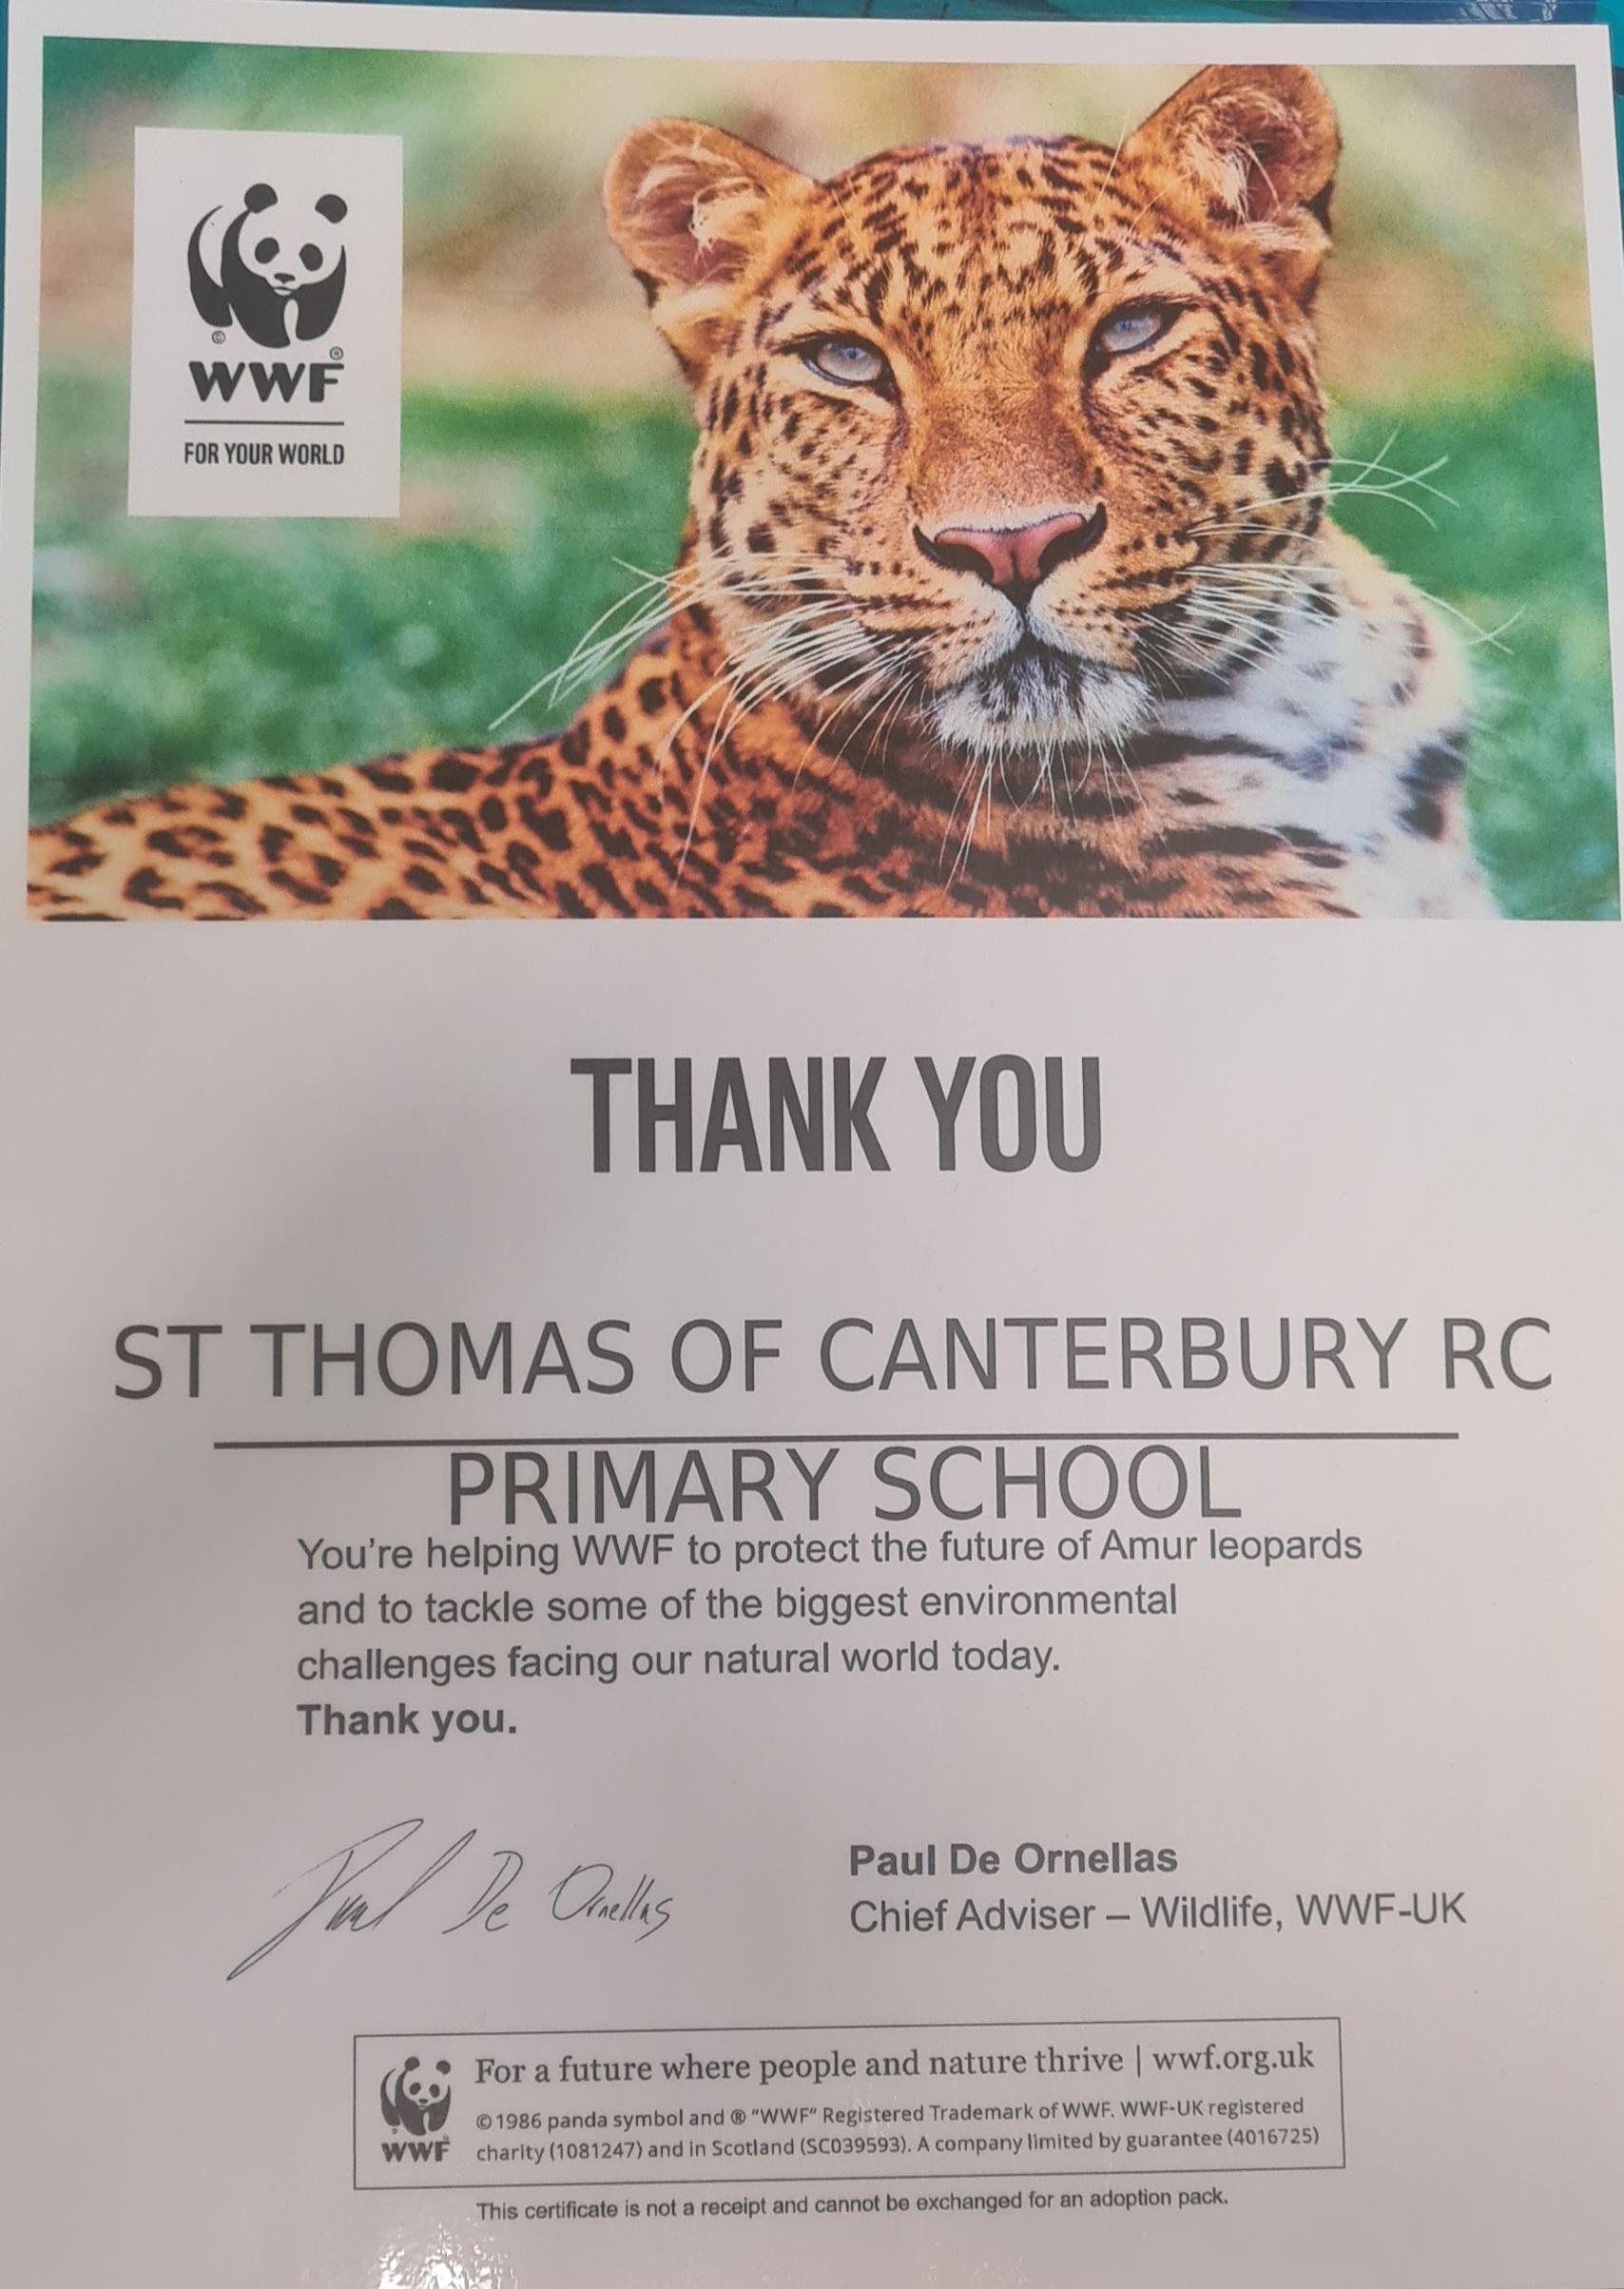 WWF
FOR YOUR WORLD
THANK YOU
ST THOMAS OF CANTERBURY RC
PRIMARY SCHOOL
You're helping WWF to protect the future of Amur leopards
and to tackle some of the biggest environmental
challenges facing our natural world today.
Thank you.
Paul De Ornellas
Paul De Ornellas
Chief Adviser – Wildlife, WWF-UK
For a future where people and nature thrive | wwf.org.uk
©1986 panda symbol and ® "WWF" Registered Trademark of WWF. WWF-UK registered
charity (1081247) and in Scotland (SC039593). A company limited by guarantee (4016725)
WWF
This certificate is not a receipt and cannot be exchanged for an adoption pack.